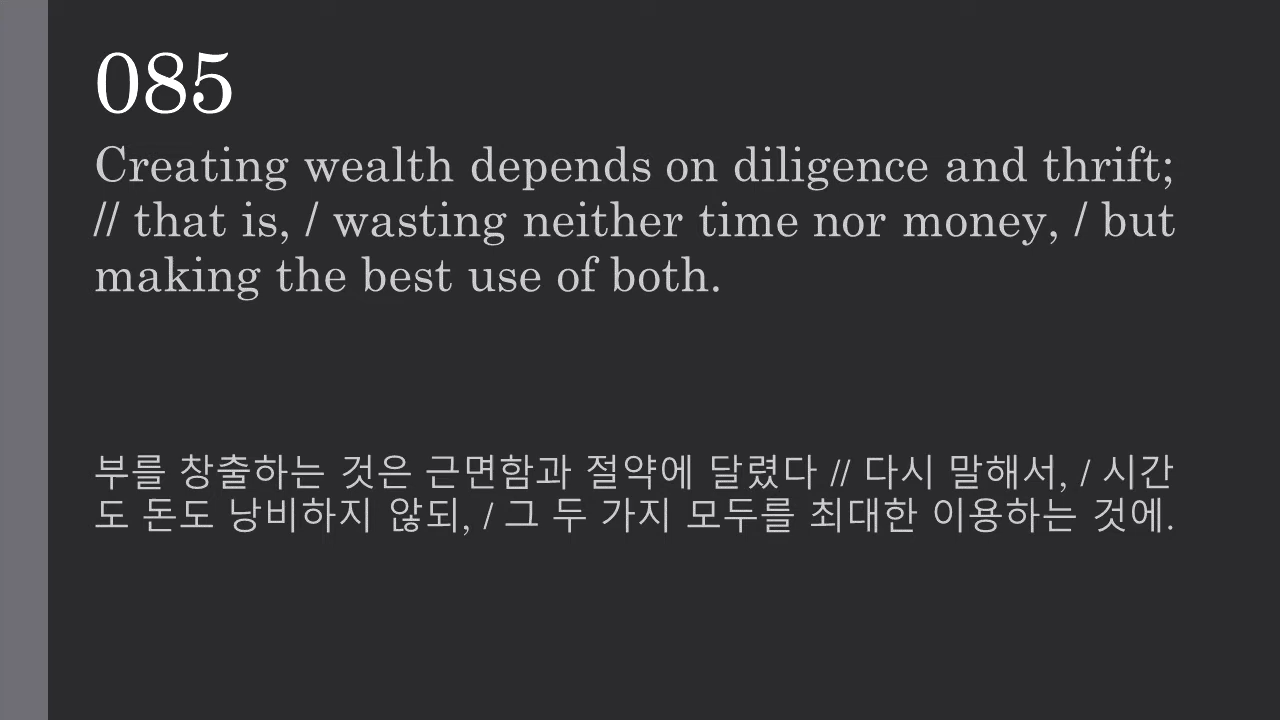 085
Creating wealth depends on diligence and thrift;
// that is, / wasting neither time nor money, / but
making the best use of both.
부를 창출하는 것은 근면함과 절약에 달렸다 // 다시 말해서, / 시간
도 돈도 낭비하지 않되, / 그 두 가지 모두를 최대한 이용하는 것에.